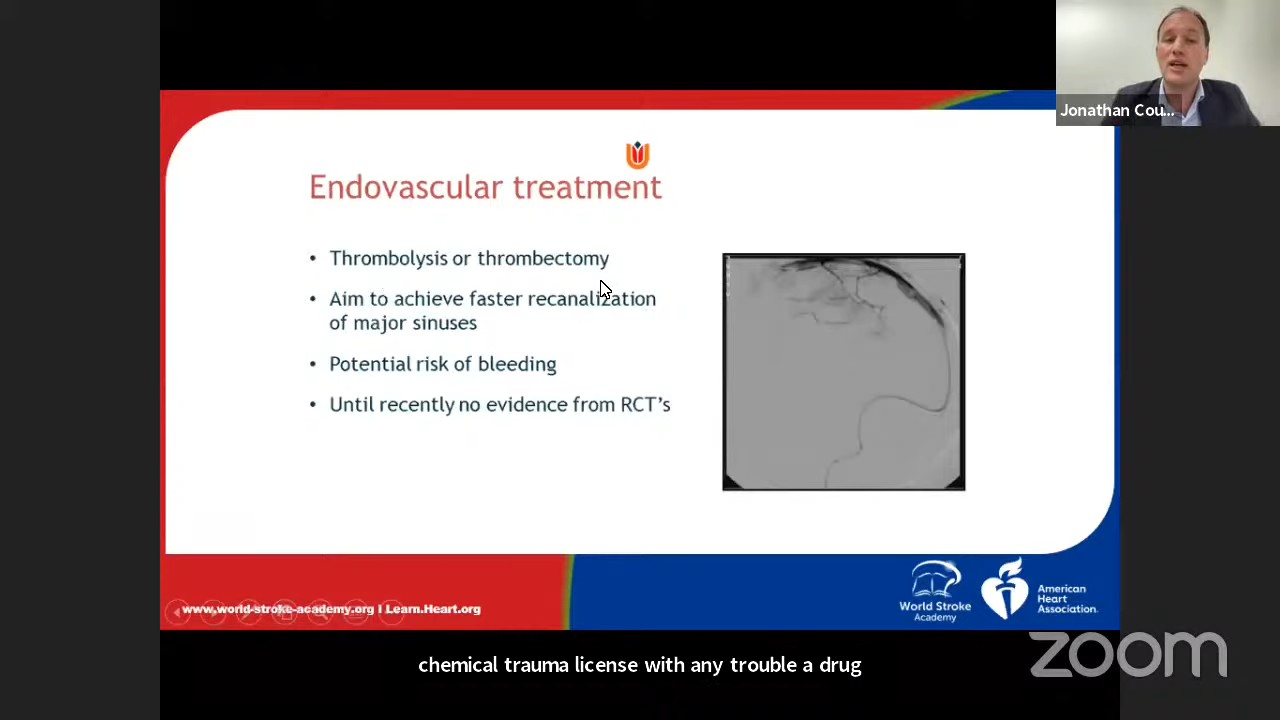 Jonathan Cou...
Endovascular treatment
• Thrombolysis or thrombectomy
• Aim to achieve faster recanalization
of major sinuses
• Potential risk of bleeding
• Until recently no evidence from RCT's
www.world-stroke-academy.org I Learn.Heart.org
World Stroke
Academy
American
Heart
Association.
chemical trauma license with any trouble a drug
zoom